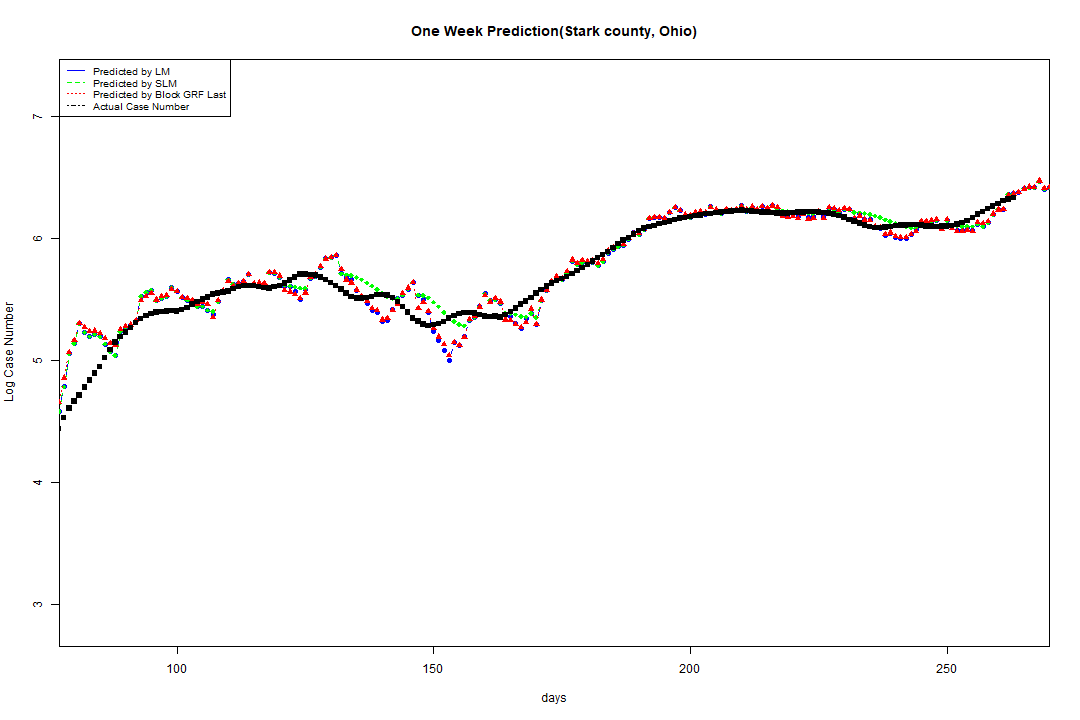 One Week Prediction(Stark county, Ohio)
Predicted by LM
Predicted by SLM
Predicted by Block GRF Last
Actual Case Number
7
6
5
4
3
Log Case Number
100 150 200 250
days